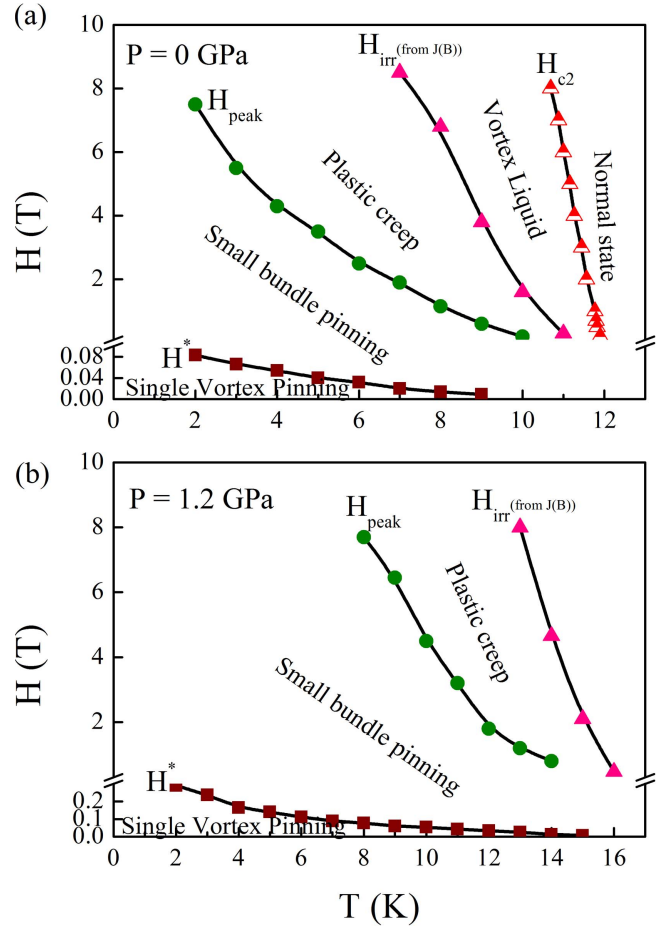 (a)
10
P = 0 GPa
H_irr (from J(B))
H_c2
8
H_peak
6
Plastic creep
Vortex Liquid
Normal state
H (T)
4
Small bundle pinning
2
H*
0.08
0.04
Single Vortex Pinning
0.00
0 2 4 6 8 10 12
(b)
10
P = 1.2 GPa
H_peak
H_irr (from J(B))
8
6
Plastic creep
H (T)
4
Small bundle pinning
2
H*
0.2
0.1
Single Vortex Pinning
0.0
0 2 4 6 8 10 12 14 16
T (K)